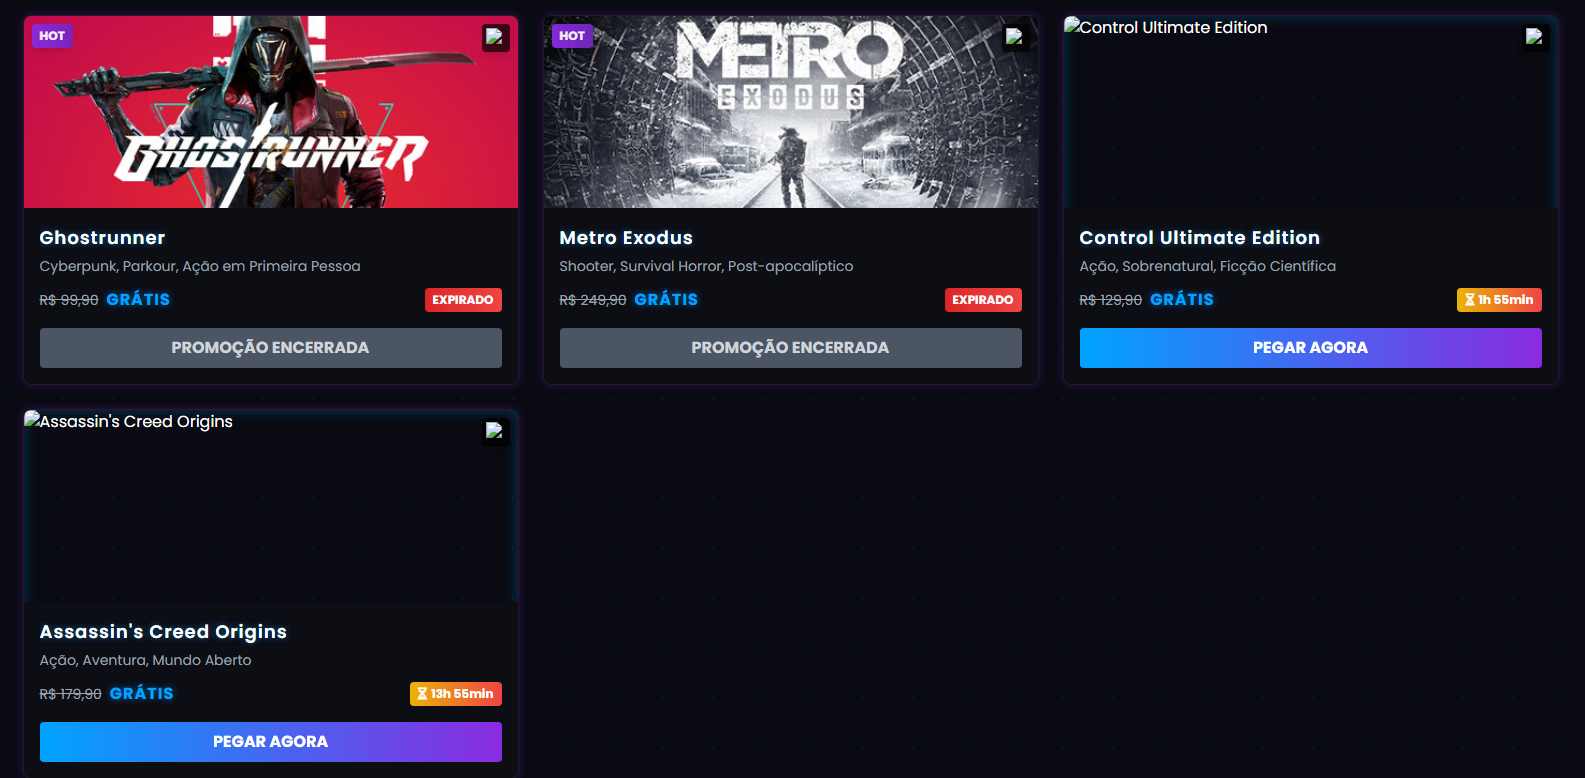 HOT
GHOSTRUNNER
Ghostrunner
Cyberpunk, Parkour, Ação em Primeira Pessoa
R$ 99,90 GRÁTIS
EXPIRADO
PROMOÇÃO ENCERRADA
HOT
METRO
EXODUS
Metro Exodus
Shooter, Survival Horror, Post-apocalíptico
R$ 249,90 GRÁTIS
EXPIRADO
PROMOÇÃO ENCERRADA
Control Ultimate Edition
Control Ultimate Edition
Ação, Sobrenatural, Ficção Científica
R$ 129,90 GRÁTIS
1h 55min
PEGAR AGORA
Assassin's Creed Origins
Assassin's Creed Origins
Ação, Aventura, Mundo Aberto
R$ 179,90 GRÁTIS
13h 55min
PEGAR AGORA